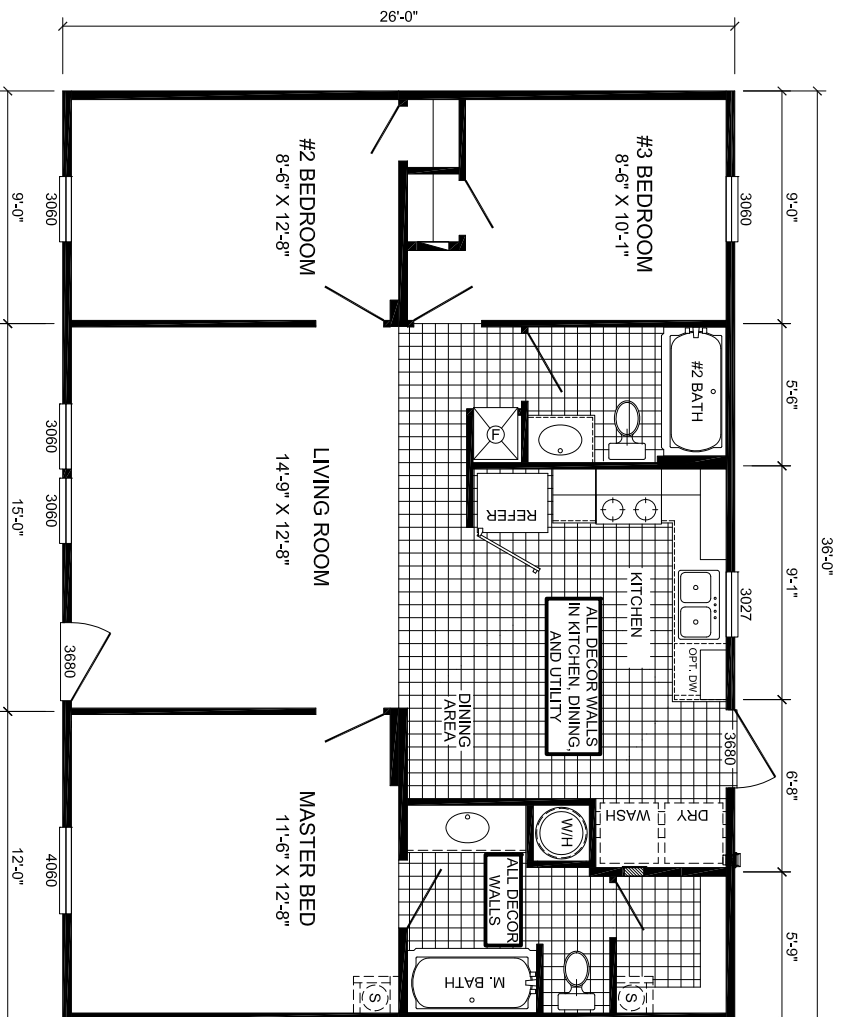 26'-0"
36'-0"
9'-0"
5'-6"
9'-1"
6'-8"
5'-9"
3060
3027
3680
#3 BEDROOM
8'-6" X 10'-1"
#2 BATH
F
REFER
KITCHEN
OPT. DW
ALL DECOR WALLS
IN KITCHEN, DINING,
AND UTILITY
DINING
AREA
WASH
DRY
W/H
ALL DECOR
WALLS
M. BATH
S
S
#2 BEDROOM
8'-6" X 12'-8"
LIVING ROOM
14'-9" X 12'-8"
MASTER BED
11'-6" X 12'-8"
3060
3060
3060
3680
4060
9'-0"
15'-0"
12'-0"